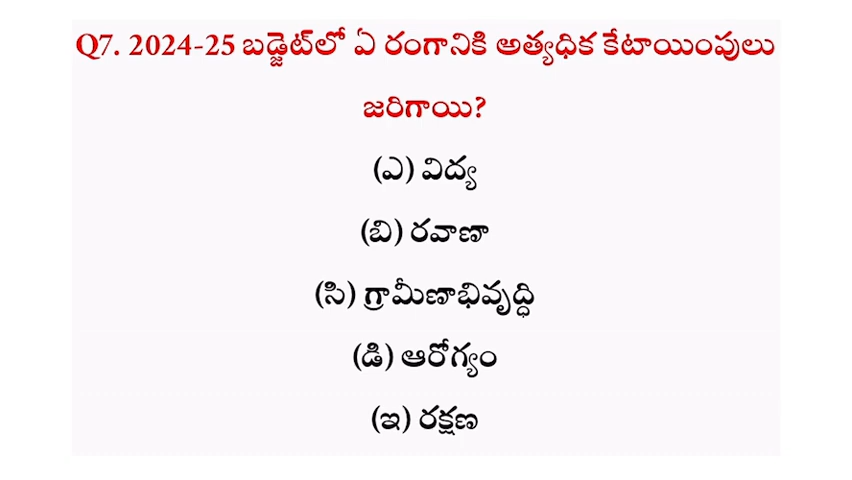 Q7. 2024-25 బడ్జెట్‌లో ఏ రంగానికి అత్యధిక కేటాయింపులు
జరిగాయి?
(ఎ) విద్య
(బి) రవాణా
(సి) గ్రామీణాభివృద్ధి
(డి) ఆరోగ్యం
(ఇ) రక్షణ